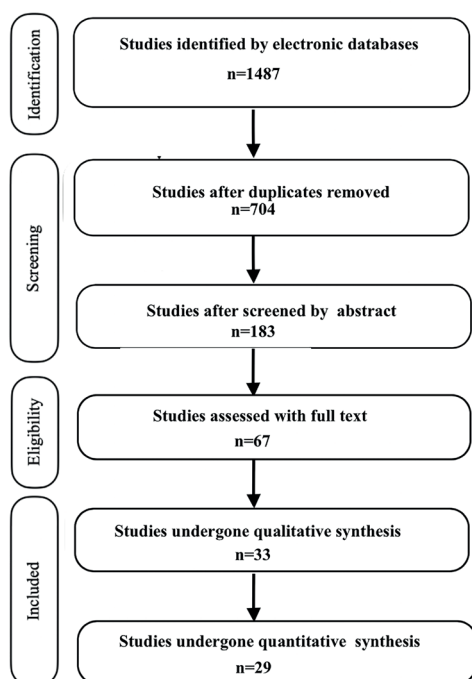 Identification
Studies identified by electronic databases
n=1487
Screening
Studies after duplicates removed
n=704
Studies after screened by abstract
n=183
Eligibility
Studies assessed with full text
n=67
Included
Studies undergone qualitative synthesis
n=33
Studies undergone quantitative synthesis
n=29